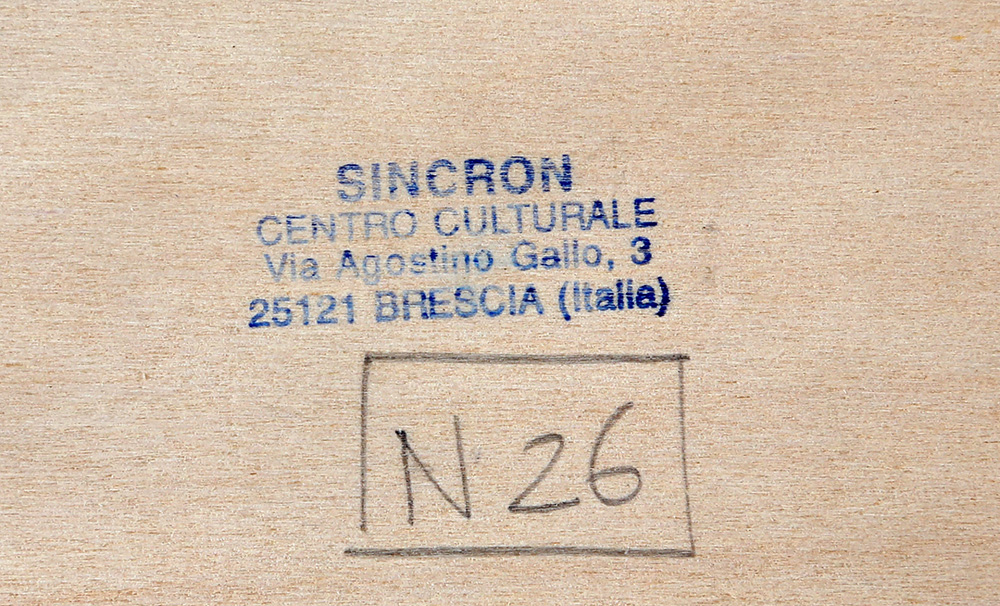 SINCRON
CENTRO CULTURALE
Via Agostino Gallo, 3
25121 BRESCIA (Italia)
N 26